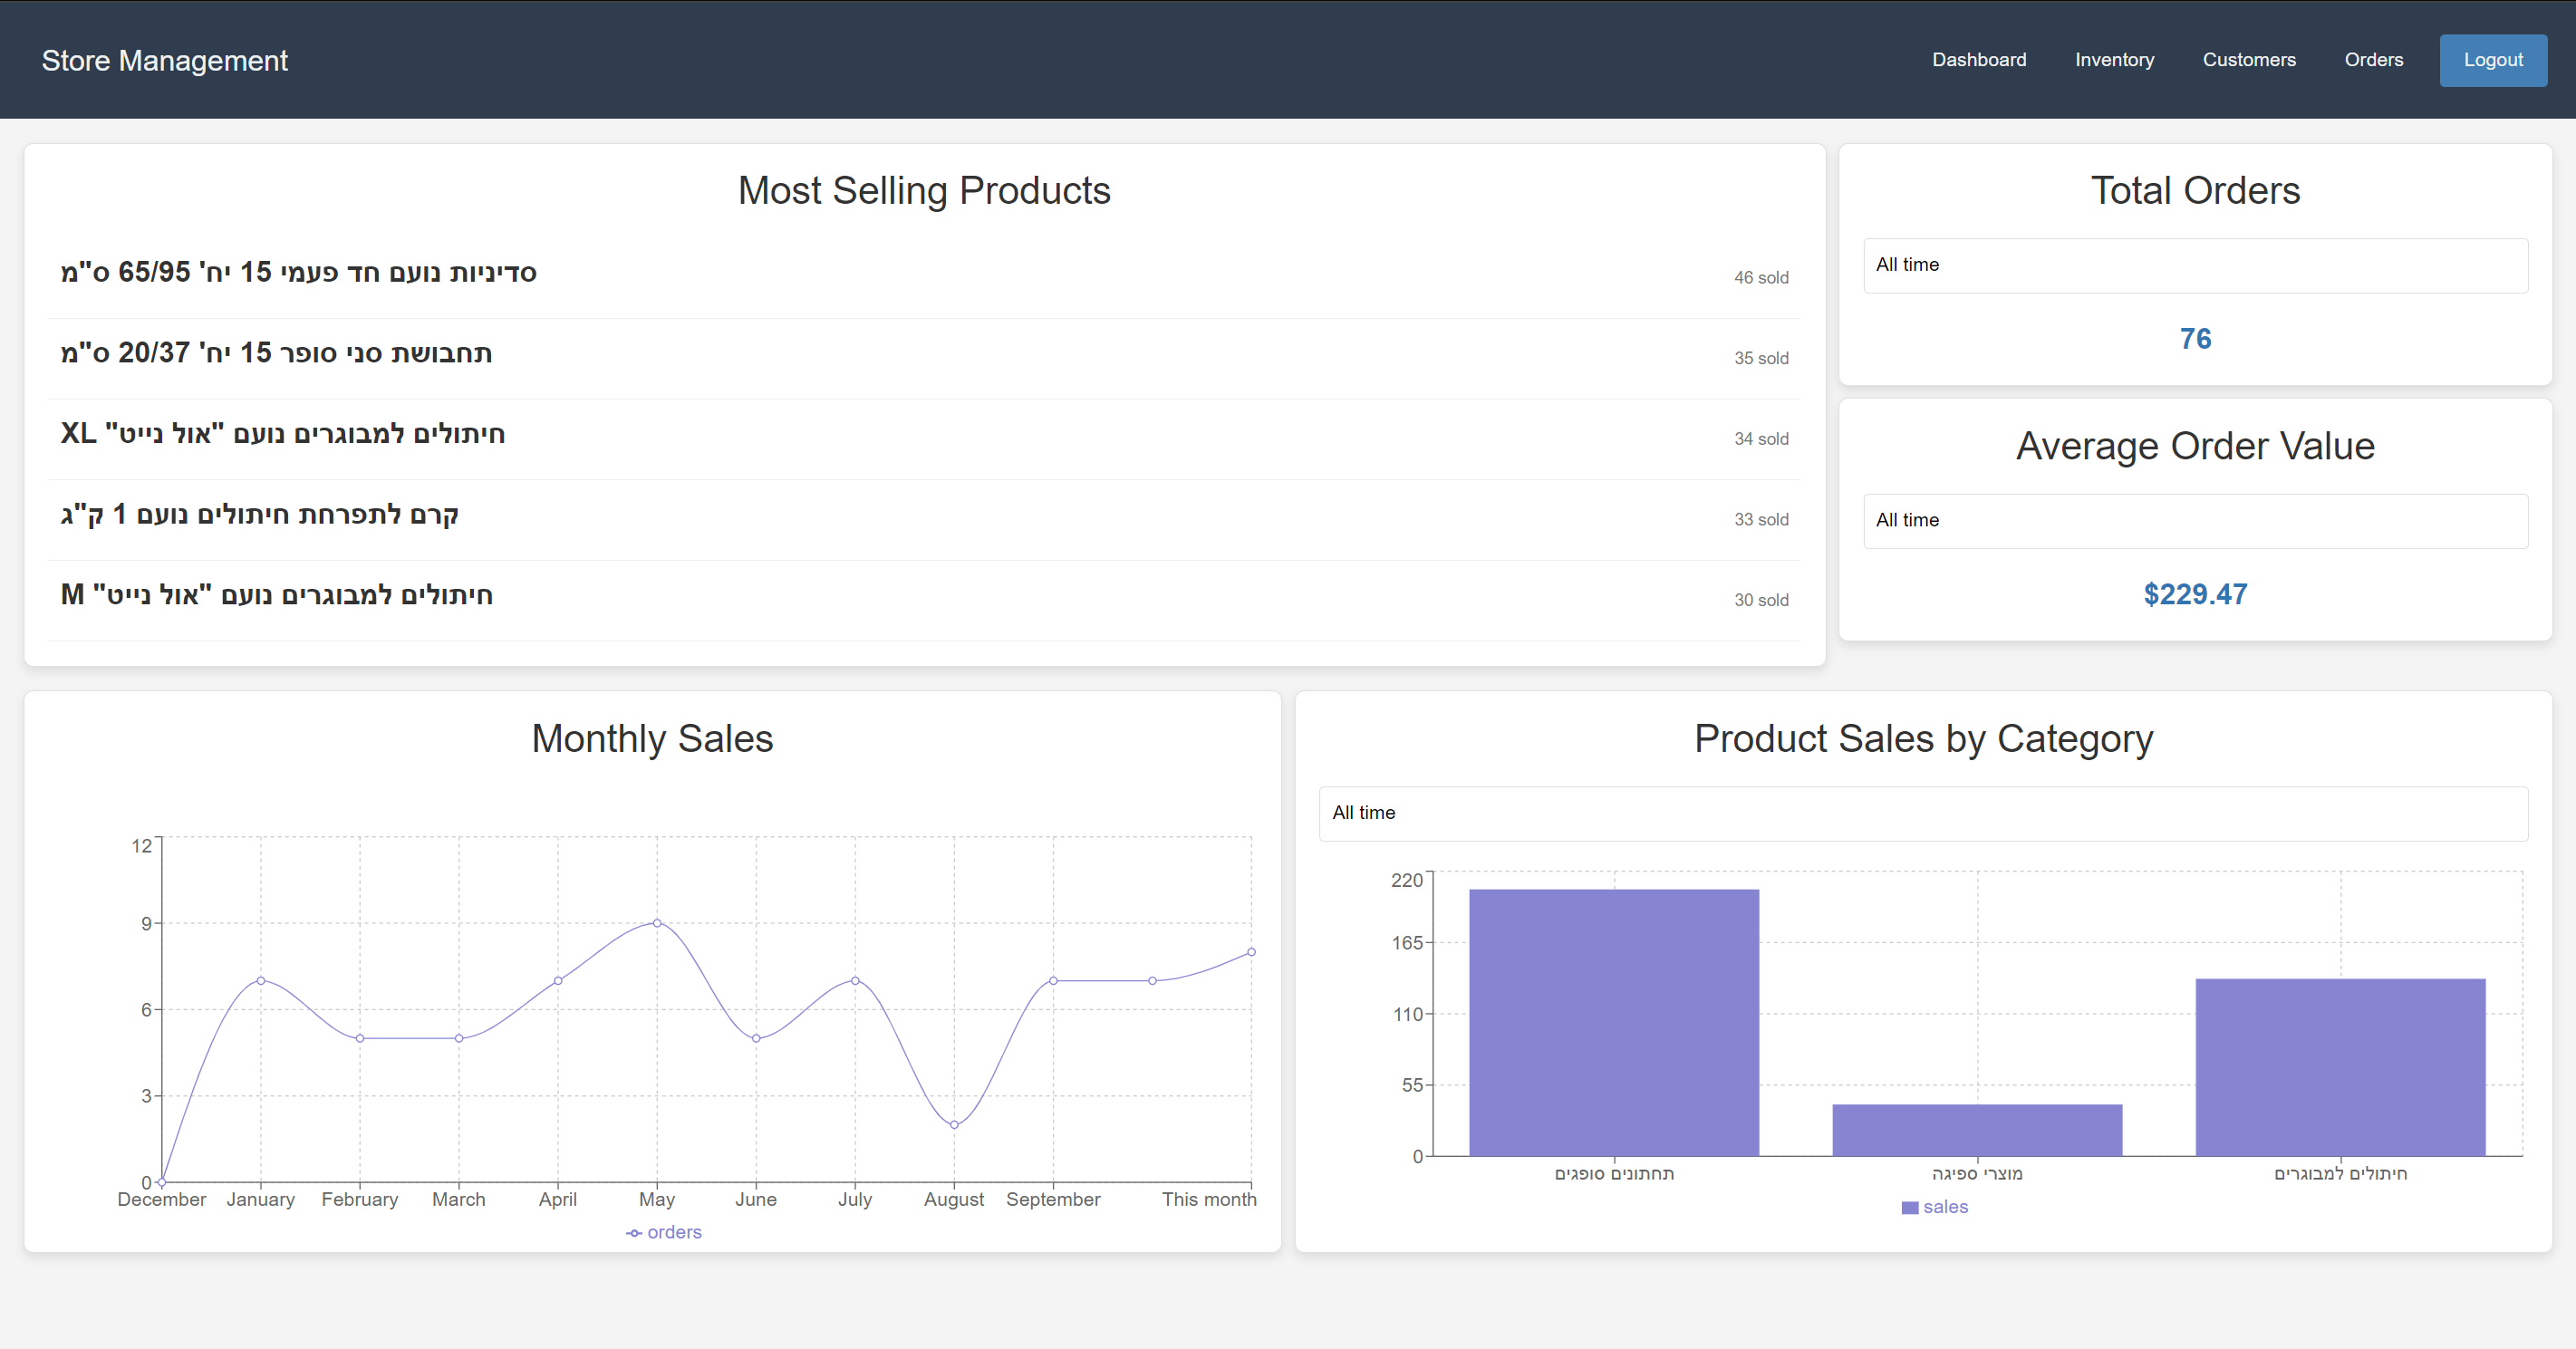 Store Management
Dashboard Inventory Customers Orders Logout
Most Selling Products
סדיניות נועם חד פעמי 15 יח' 65/95 ס"מ
46 sold
תחבושת סני סופר 15 יח' 20/37 ס"מ
35 sold
חיתולים למבוגרים נועם "אול נייט" XL
34 sold
קרם לתפרחת חיתולים נועם 1 ק"ג
33 sold
חיתולים למבוגרים נועם "אול נייט" M
30 sold
Total Orders
All time
76
Average Order Value
All time
$229.47
Monthly Sales
12
9
6
3
0
December January February March April May June July August September This month
orders
Product Sales by Category
All time
220
165
110
55
0
תחתונים סופגים
מוצרי ספיגה
חיתולים למבוגרים
sales